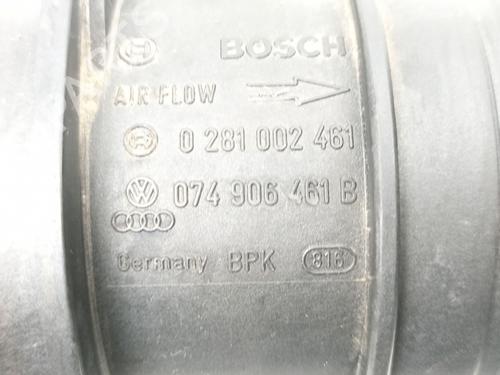 BOSCH
AIR FLOW
0 281 002 461
074 906 461 B
Germany BPK 816